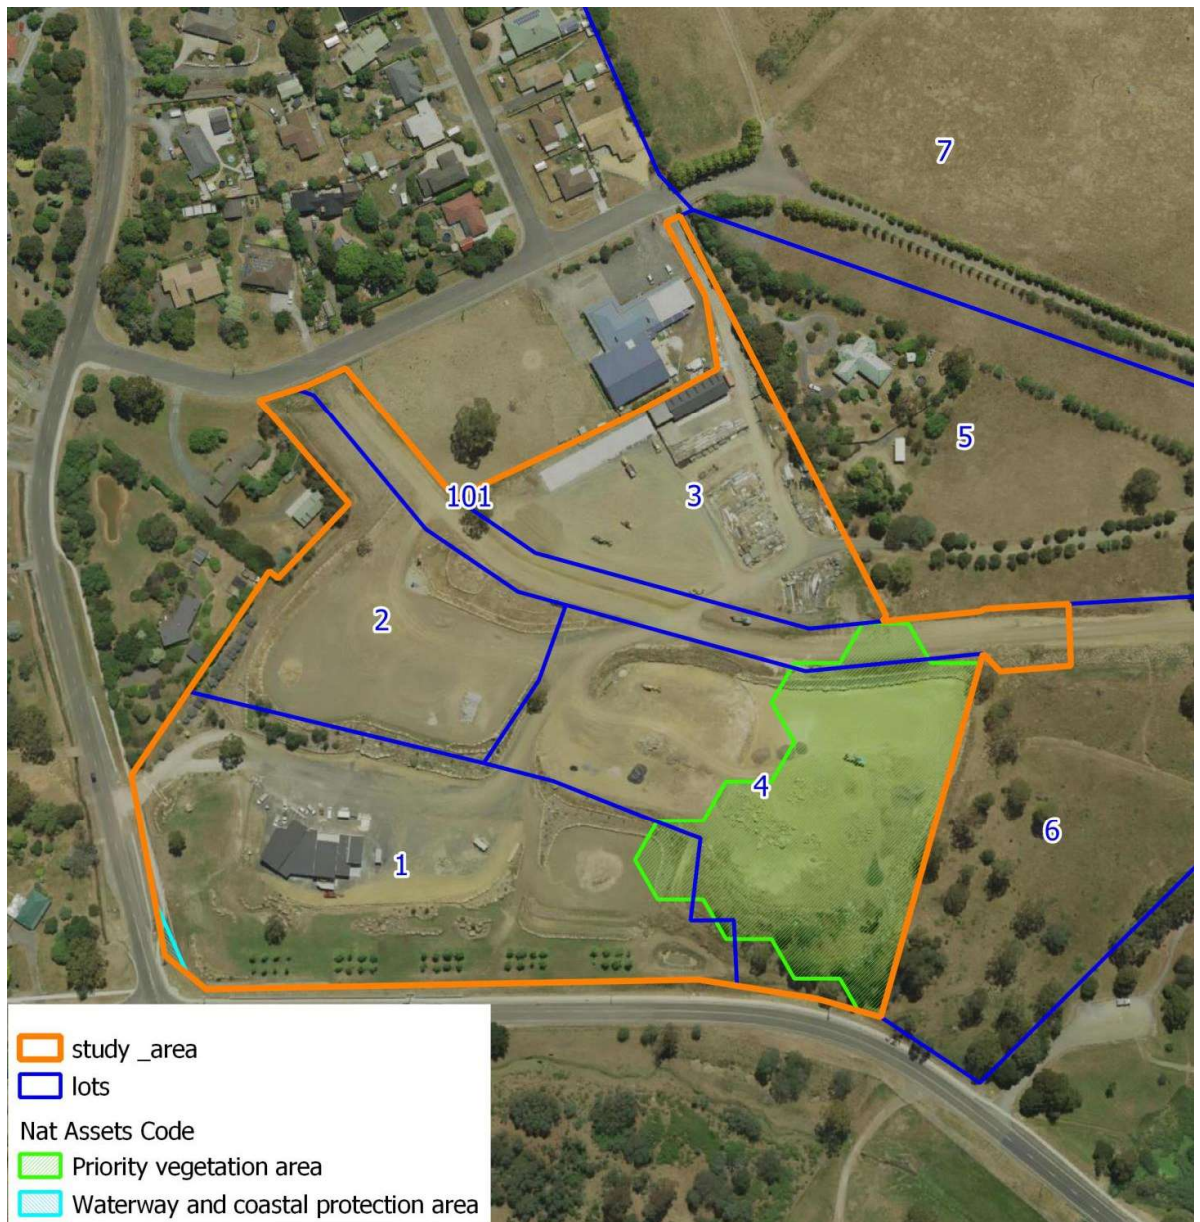 7
5
101
3
2
4
6
1
study _area
lots
Nat Assets Code
Priority vegetation area
Waterway and coastal protection area